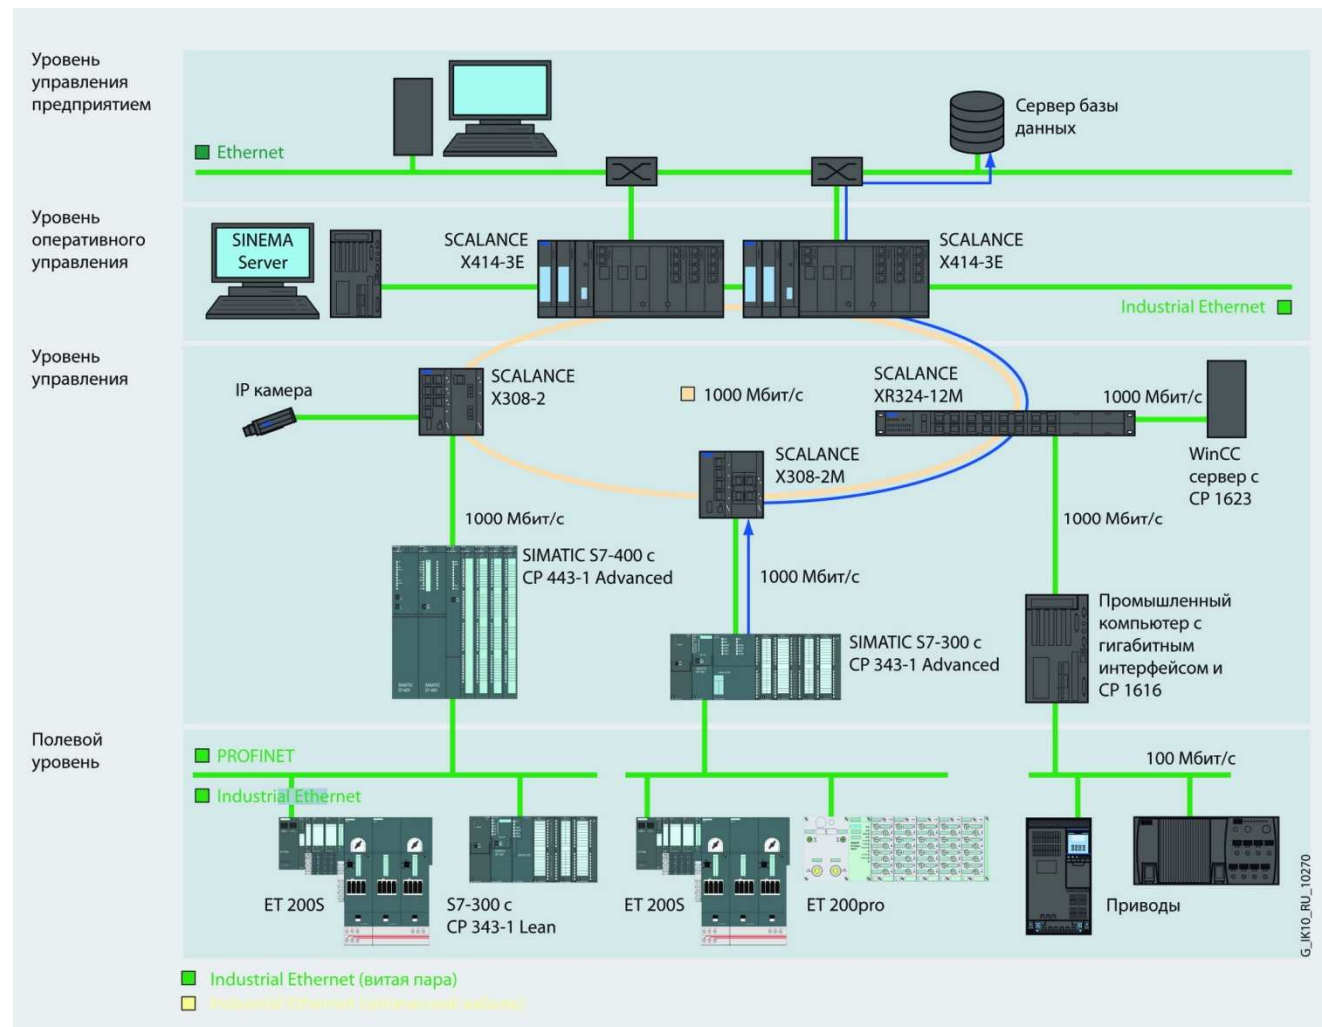 Уровень
управления
предприятием
Сервер базы
данных
Ethernet
Уровень
оперативного
управления
SINEMA
Server
SCALANCE
X414-3E
SCALANCE
X414-3E
Industrial Ethernet
Уровень
управления
IP камера
SCALANCE
X308-2
1000 Мбит/с
SCALANCE
XR324-12M
1000 Мбит/с
SCALANCE
X308-2M
WinCC
сервер с
CP 1623
1000 Мбит/с
1000 Мбит/с
SIMATIC S7-400 с
CP 443-1 Advanced
1000 Мбит/с
Промышленный
компьютер с
гигабитным
интерфейсом и
CP 1616
SIMATIC S7-300 с
CP 343-1 Advanced
Полевой
уровень
PROFINET
100 Мбит/с
Industrial Ethernet
ET 200S
S7-300 с
CP 343-1 Lean
ET 200S
ET 200pro
Приводы
G_IK10_RU_10270
Industrial Ethernet (витая пара)
Industrial Ethernet